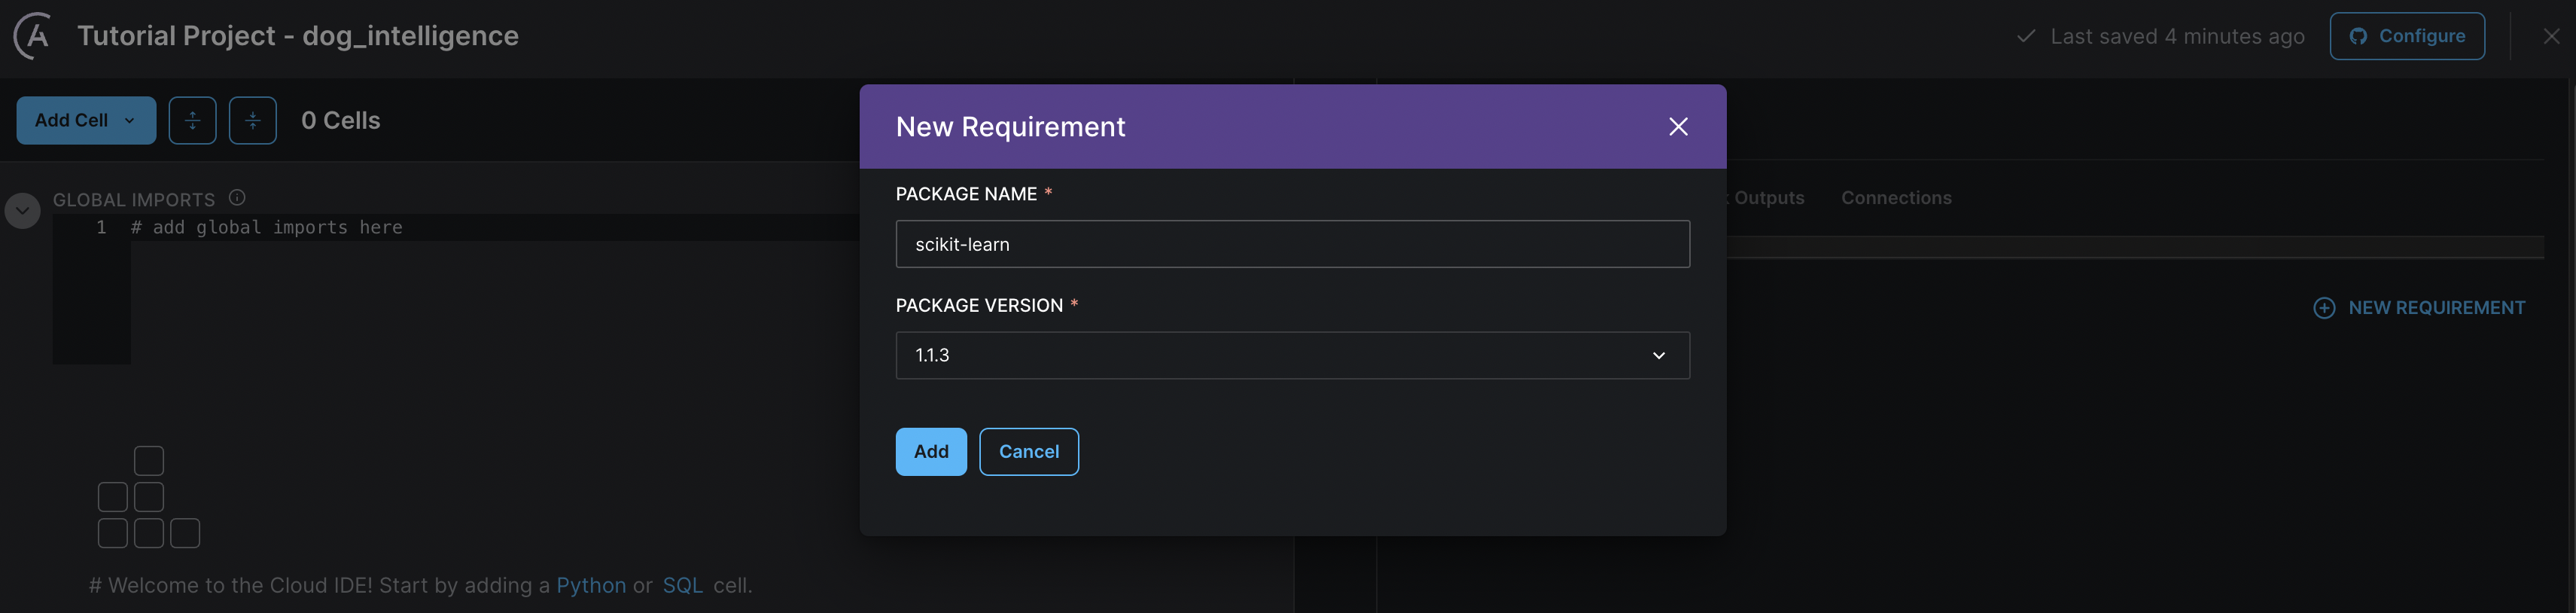 Tutorial Project - dog_intelligence
Last saved 4 minutes ago
Configure
Add Cell
0 Cells
GLOBAL IMPORTS
1 # add global imports here
# Welcome to the Cloud IDE! Start by adding a Python or SQL cell.
New Requirement
PACKAGE NAME *
scikit-learn
PACKAGE VERSION *
1.1.3
Add Cancel
Outputs Connections
NEW REQUIREMENT